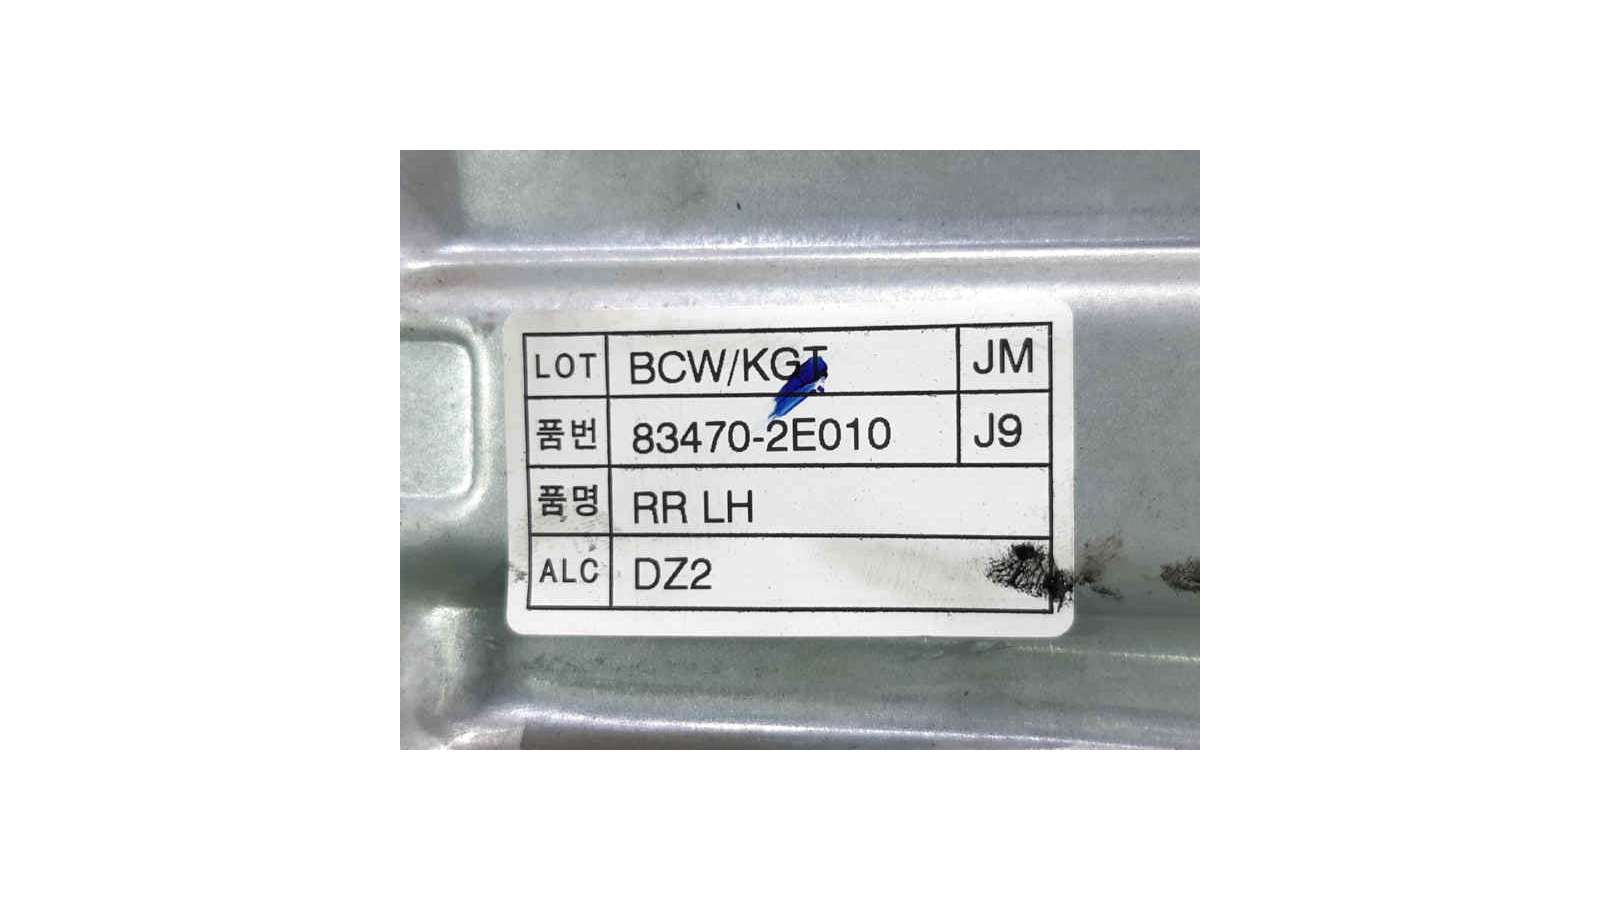 LOT BCW/KGT JM
품번 83470-2E010 J9
품명 RR LH
ALC DZ2